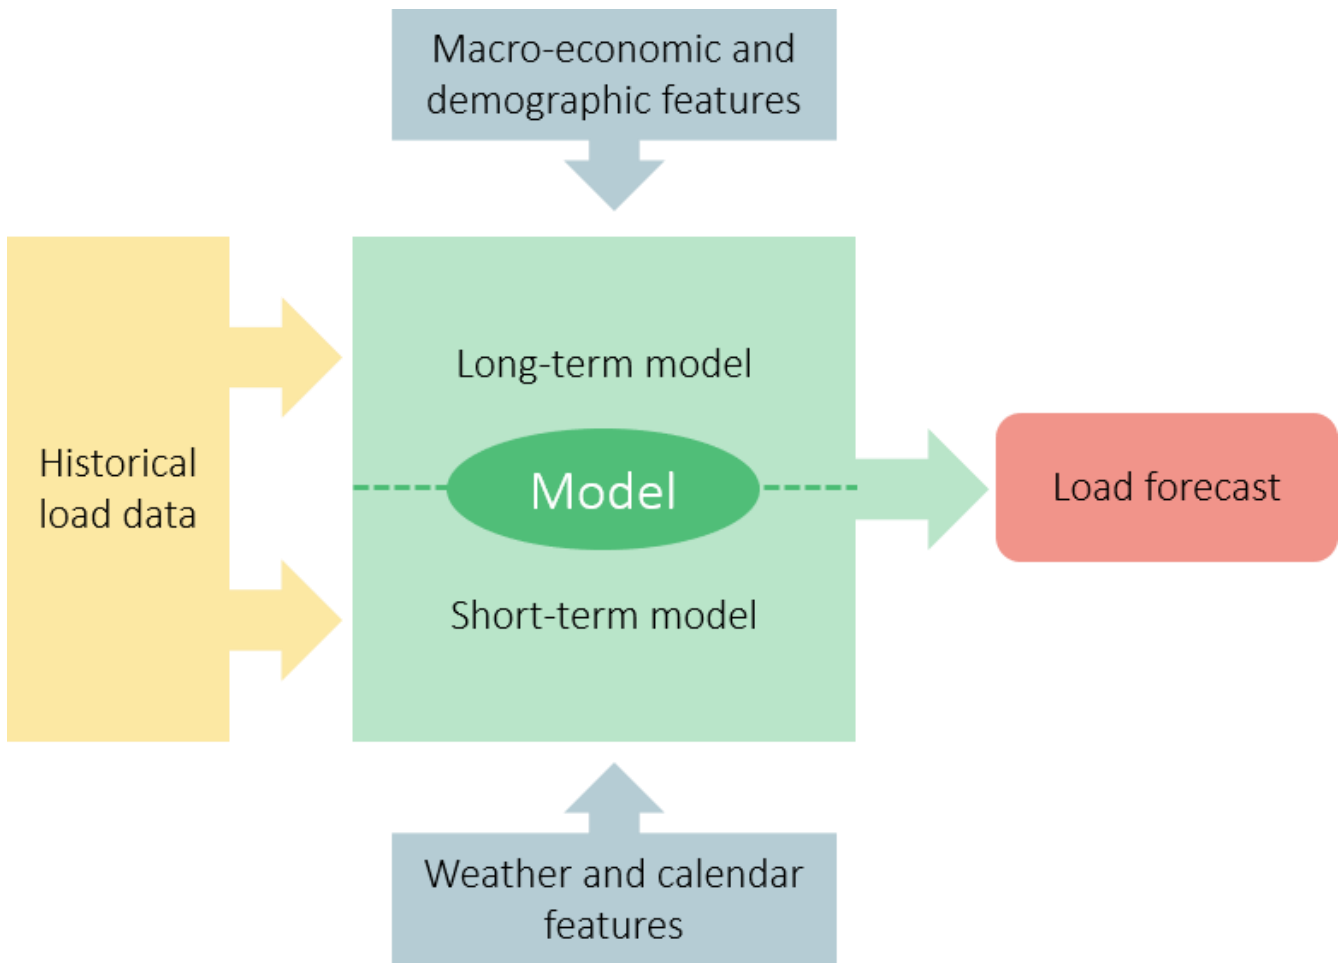 Macro-economic and
demographic features
Historical
load data
Long-term model
Model
Short-term model
Load forecast
Weather and calendar
features